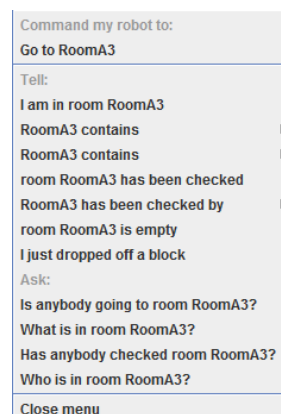 Command my robot to:
Go to RoomA3
Tell:
I am in room RoomA3
RoomA3 contains
RoomA3 contains
room RoomA3 has been checked
RoomA3 has been checked by
room RoomA3 is empty
I just dropped off a block
Ask:
Is anybody going to room RoomA3?
What is in room RoomA3?
Has anybody checked room RoomA3?
Who is in room RoomA3?
Close menu